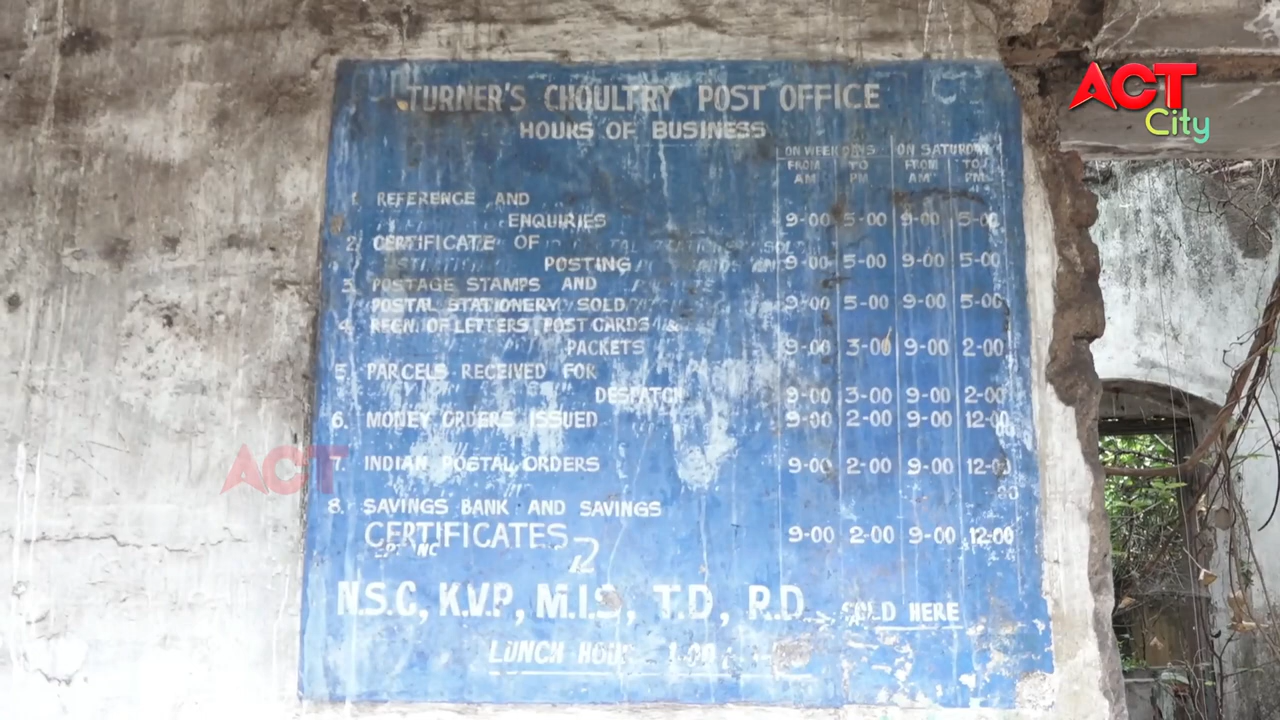 ACT
City
TURNER'S CHOULTRY POST OFFICE
HOURS OF BUSINESS
ON WEEK DAYS ON SATURDAY
FROM TO FROM TO
AM PM AM PM
1. REFERENCE AND
ENQUIRIES 9-00 5-00 9-00 5-00
2. CERTIFICATE OF
POSTING 9-00 5-00 9-00 5-00
3. POSTAGE STAMPS AND
POSTAL STATIONERY SOLD 9-00 5-00 9-00 5-00
4. REGN. OF LETTERS POST CARDS &
PACKETS 9-00 3-00 9-00 2-00
5. PARCELS RECEIVED FOR
DESPATCH 9-00 3-00 9-00 2-00
6. MONEY ORDERS ISSUED 9-00 2-00 9-00 12-00
ACT
7. INDIAN POSTAL ORDERS 9-00 2-00 9-00 12-00
8. SAVINGS BANK AND SAVINGS
CERTIFICATES 9-00 2-00 9-00 12-00
N.S.C, K.V.P, M.I.S, T.D, R.D. SOLD HERE
LUNCH HOUR 1-00